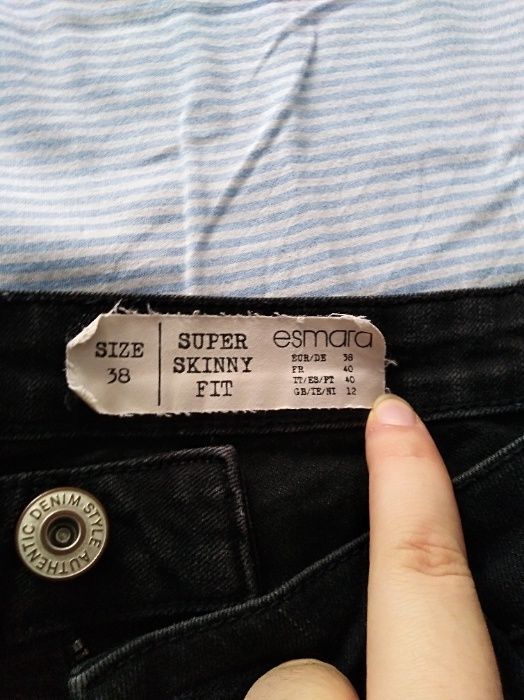 SIZE
38
SUPER
SKINNY
FIT
esmara
EUR/DE 38
FR 40
IT/ES/PT 40
GB/IE/NI 12
AUTHENTIC DENIM STYLE